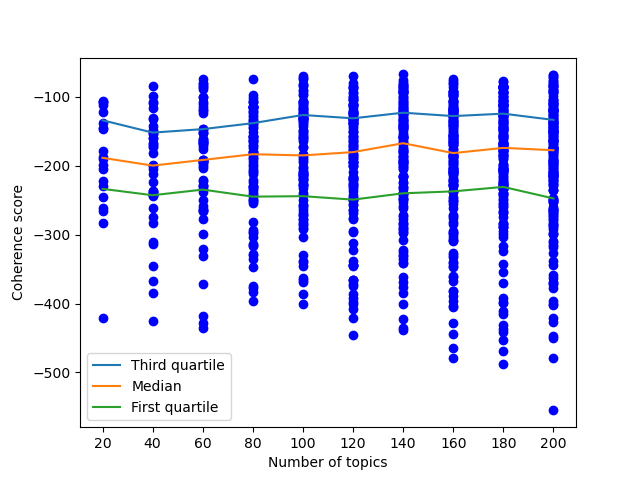 Coherence score
−100
−200
−300
−400
−500
20 40 60 80 100 120 140 160 180 200
Number of topics
Third quartile
Median
First quartile